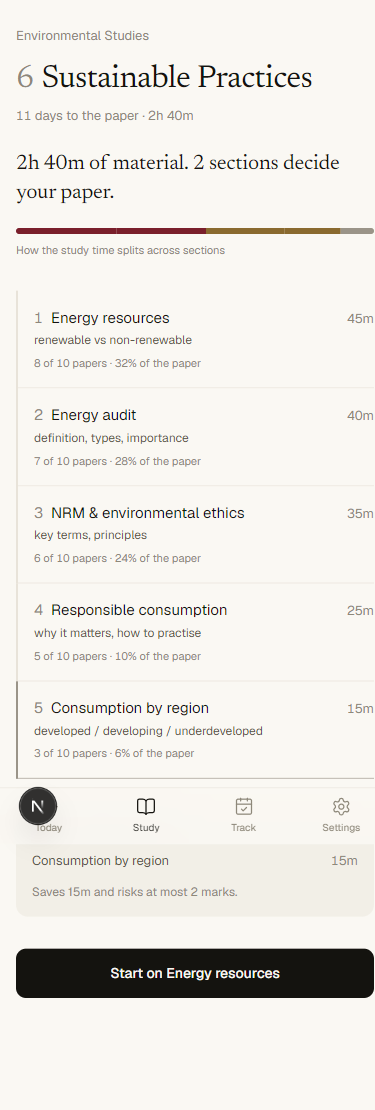 Environmental Studies
6 Sustainable Practices
11 days to the paper · 2h 40m
2h 40m of material. 2 sections decide
your paper.
How the study time splits across sections
1 Energy resources 45m
renewable vs non-renewable
8 of 10 papers · 32% of the paper
2 Energy audit 40m
definition, types, importance
7 of 10 papers · 28% of the paper
3 NRM & environmental ethics 35m
key terms, principles
6 of 10 papers · 24% of the paper
4 Responsible consumption 25m
why it matters, how to practise
5 of 10 papers · 10% of the paper
5 Consumption by region 15m
developed / developing / underdeveloped
3 of 10 papers · 6% of the paper
N
Today Study Track Settings
Consumption by region 15m
Saves 15m and risks at most 2 marks.
Start on Energy resources